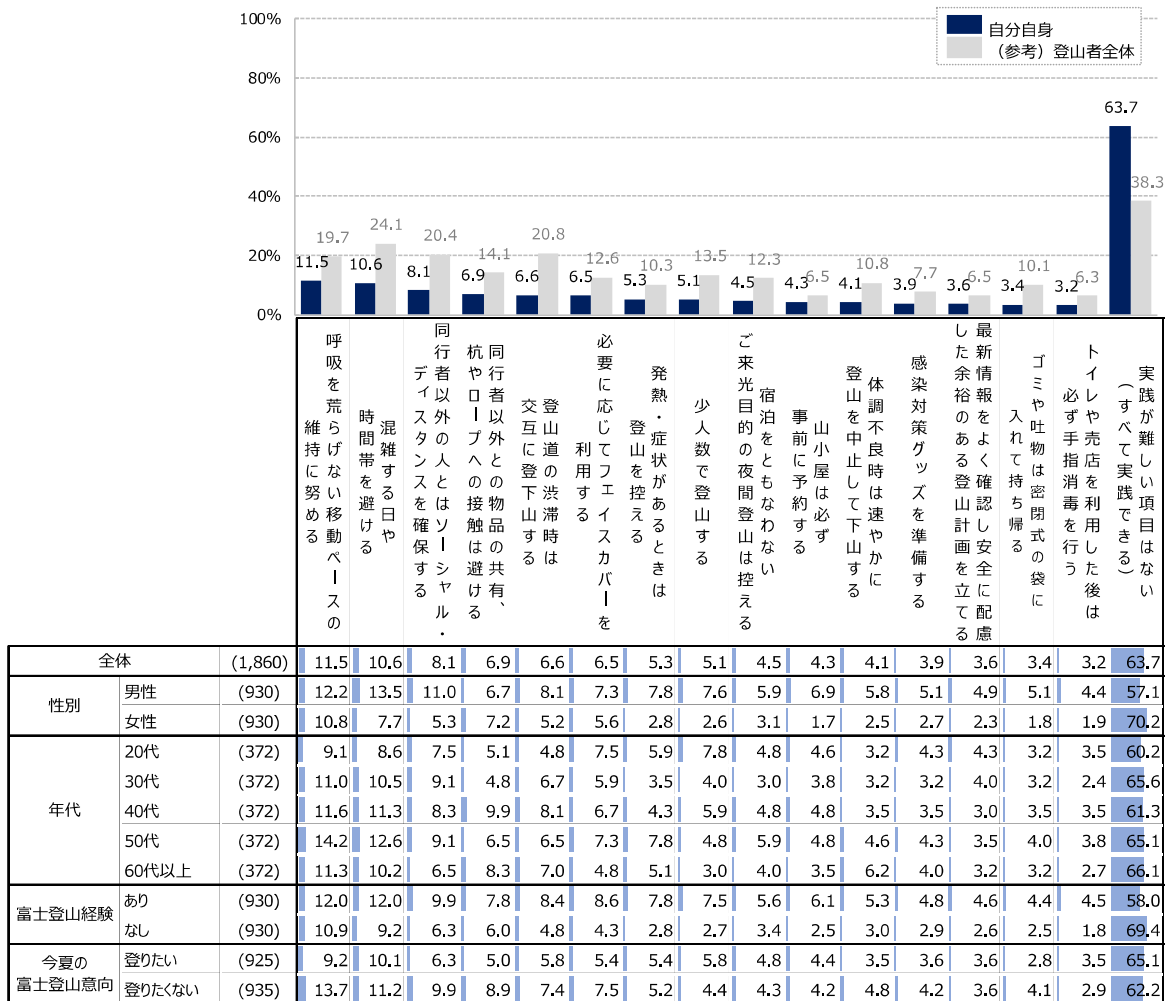 100%
80%
60%
40%
20%
0%
自分自身
(参考)登山者全体
11.5 10.6 8.1 6.9 6.6 6.5 5.3 5.1 4.5 4.3 4.1 3.9 3.6 3.4 3.2 63.7
19.7 24.1 20.4 14.1 20.8 12.6 10.3 13.5 12.3 6.5 10.8 7.7 6.5 10.1 6.3 38.3
呼吸を荒らげない移動ペースの
維持に努める
混雑する日や
時間帯を避ける
同行者以外の人とはソーシャル・
ディスタンスを確保する
同行者以外との物品の共有、
杭やロープへの接触は避ける
登山道の渋滞時は
交互に登下山する
必要に応じてフェイスカバーを
利用する
発熱・症状があるときは
登山を控える
少人数で登山する
宿泊をともなわない
ご来光目的の夜間登山は控える
山小屋は必ず
事前に予約する
体調不良時は速やかに
登山を中止して下山する
感染対策グッズを準備する
最新情報をよく確認し安全に配慮
した余裕のある登山計画を立てる
ゴミや吐物は密閉式の袋に
入れて持ち帰る
トイレや売店を利用した後は
必ず手指消毒を行う
実践が難しい項目はない
(すべて実践できる)
全体 (1,860) 11.5 10.6 8.1 6.9 6.6 6.5 5.3 5.1 4.5 4.3 4.1 3.9 3.6 3.4 3.2 63.7
性別
男性 (930) 12.2 13.5 11.0 6.7 8.1 7.3 7.8 7.6 5.9 6.9 5.8 5.1 4.9 5.1 4.4 57.1
女性 (930) 10.8 7.7 5.3 7.2 5.2 5.6 2.8 2.6 3.1 1.7 2.5 2.7 2.3 1.8 1.9 70.2
年代
20代 (372) 9.1 8.6 7.5 5.1 4.8 7.5 5.9 7.8 4.8 4.6 3.2 4.3 4.3 3.2 3.5 60.2
30代 (372) 11.0 10.5 9.1 4.8 6.7 5.9 3.5 4.0 3.0 3.8 3.2 3.2 4.0 3.2 2.4 65.6
40代 (372) 11.6 11.3 8.3 9.9 8.1 6.7 4.3 5.9 4.8 4.8 3.5 3.5 3.0 3.5 3.5 61.3
50代 (372) 14.2 12.6 9.1 6.5 6.5 7.3 7.8 4.8 5.9 4.8 4.6 4.3 3.5 4.0 3.8 65.1
60代以上 (372) 11.3 10.2 6.5 8.3 7.0 4.8 5.1 3.0 4.0 3.5 6.2 4.0 3.2 3.2 2.7 66.1
富士登山経験
あり (930) 12.0 12.0 9.9 7.8 8.4 8.6 7.8 7.5 5.6 6.1 5.3 4.8 4.6 4.4 4.5 58.0
なし (930) 10.9 9.2 6.3 6.0 4.8 4.3 2.8 2.7 3.4 2.5 3.0 2.9 2.6 2.5 1.8 69.4
今夏の
富士登山意向
登りたい (925) 9.2 10.1 6.3 5.0 5.8 5.4 5.4 5.8 4.8 4.4 3.5 3.6 3.6 2.8 3.5 65.1
登りたくない (935) 13.7 11.2 9.9 8.9 7.4 7.5 5.2 4.4 4.3 4.2 4.8 4.2 3.6 4.1 2.9 62.2